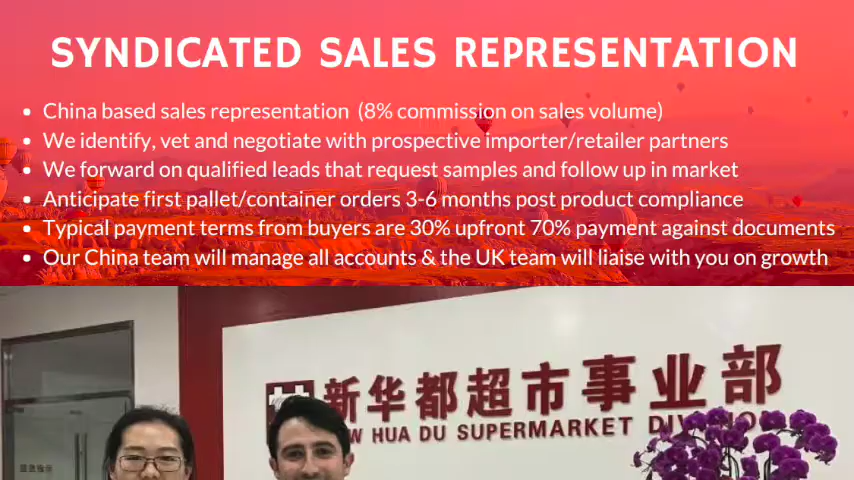 SYNDICATED SALES REPRESENTATION
• China based sales representation (8% commission on sales volume)
• We identify, vet and negotiate with prospective importer/retailer partners
• We forward on qualified leads that request samples and follow up in market
• Anticipate first pallet/container orders 3-6 months post product compliance
• Typical payment terms from buyers are 30% upfront 70% payment against documents
• Our China team will manage all accounts & the UK team will liaise with you on growth
新华都超市事业部
HUA DU SUPERMARKET